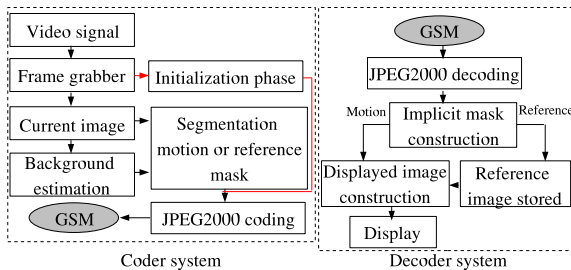 Video signal
Frame grabber
Initialization phase
Current image
Segmentation
motion or reference
mask
Background
estimation
GSM
JPEG2000 coding
Coder system
GSM
JPEG2000 decoding
Motion
Implicit mask
construction
Reference
Displayed image
construction
Reference
image stored
Display
Decoder system